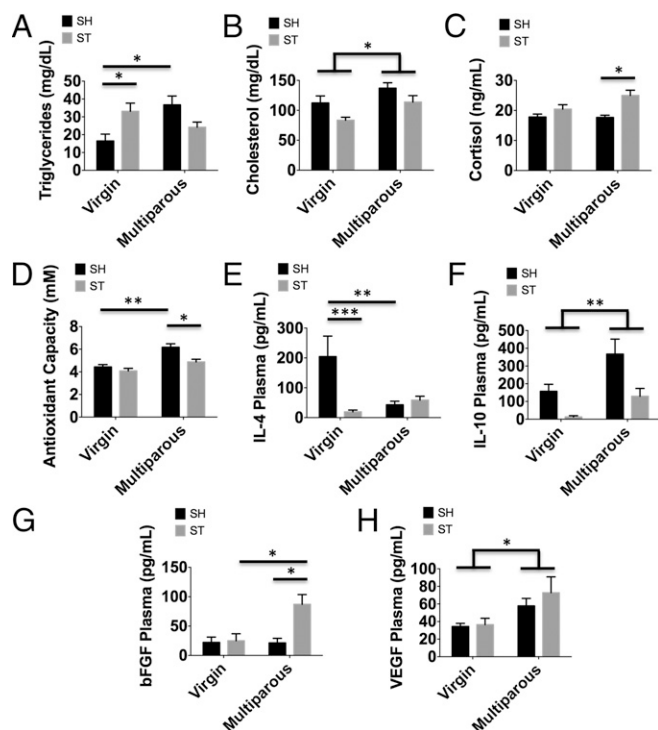 A
SH
ST
Triglycerides (mg/dL)
50
40
30
20
10
0
*
*
Virgin
Multiparous
B
SH
ST
Cholesterol (mg/dL)
200
150
100
50
0
*
Virgin
Multiparous
C
SH
ST
Cortisol (ng/mL)
40
30
20
10
0
*
Virgin
Multiparous
D
SH
ST
Antioxidant Capacity (mM)
8
6
4
2
0
**
*
Virgin
Multiparous
E
SH
ST
IL-4 Plasma (pg/mL)
300
200
100
0
**
***
Virgin
Multiparous
F
SH
ST
IL-10 Plasma (pg/mL)
500
400
300
200
100
0
**
Virgin
Multiparous
G
SH
ST
bFGF Plasma (pg/mL)
150
100
50
0
*
*
Virgin
Multiparous
H
SH
ST
VEGF Plasma (pg/mL)
100
80
60
40
20
0
*
Virgin
Multiparous